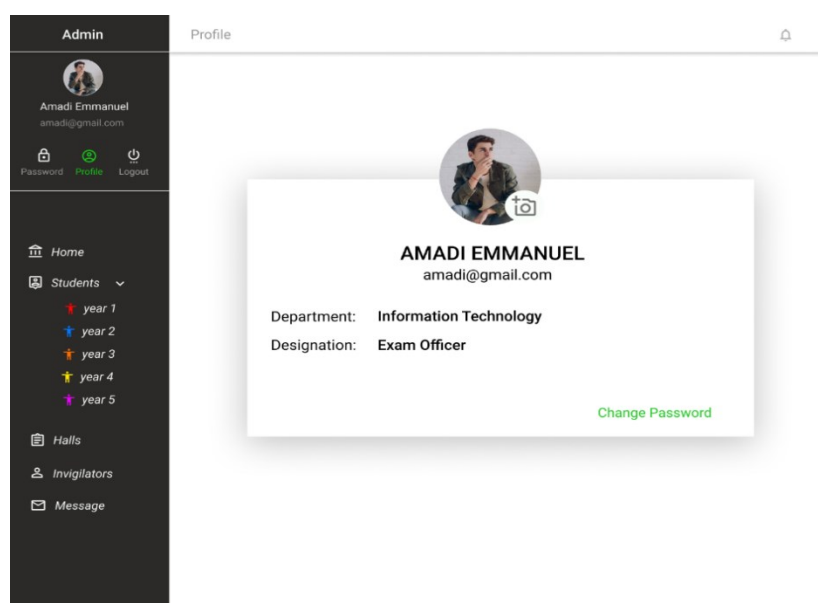 Admin
Profile
Amadi Emmanuel
amadi@gmail.com
Password Profile Logout
Home
Students
year 1
year 2
year 3
year 4
year 5
Halls
Invigilators
Message
AMADI EMMANUEL
amadi@gmail.com
Department: Information Technology
Designation: Exam Officer
Change Password